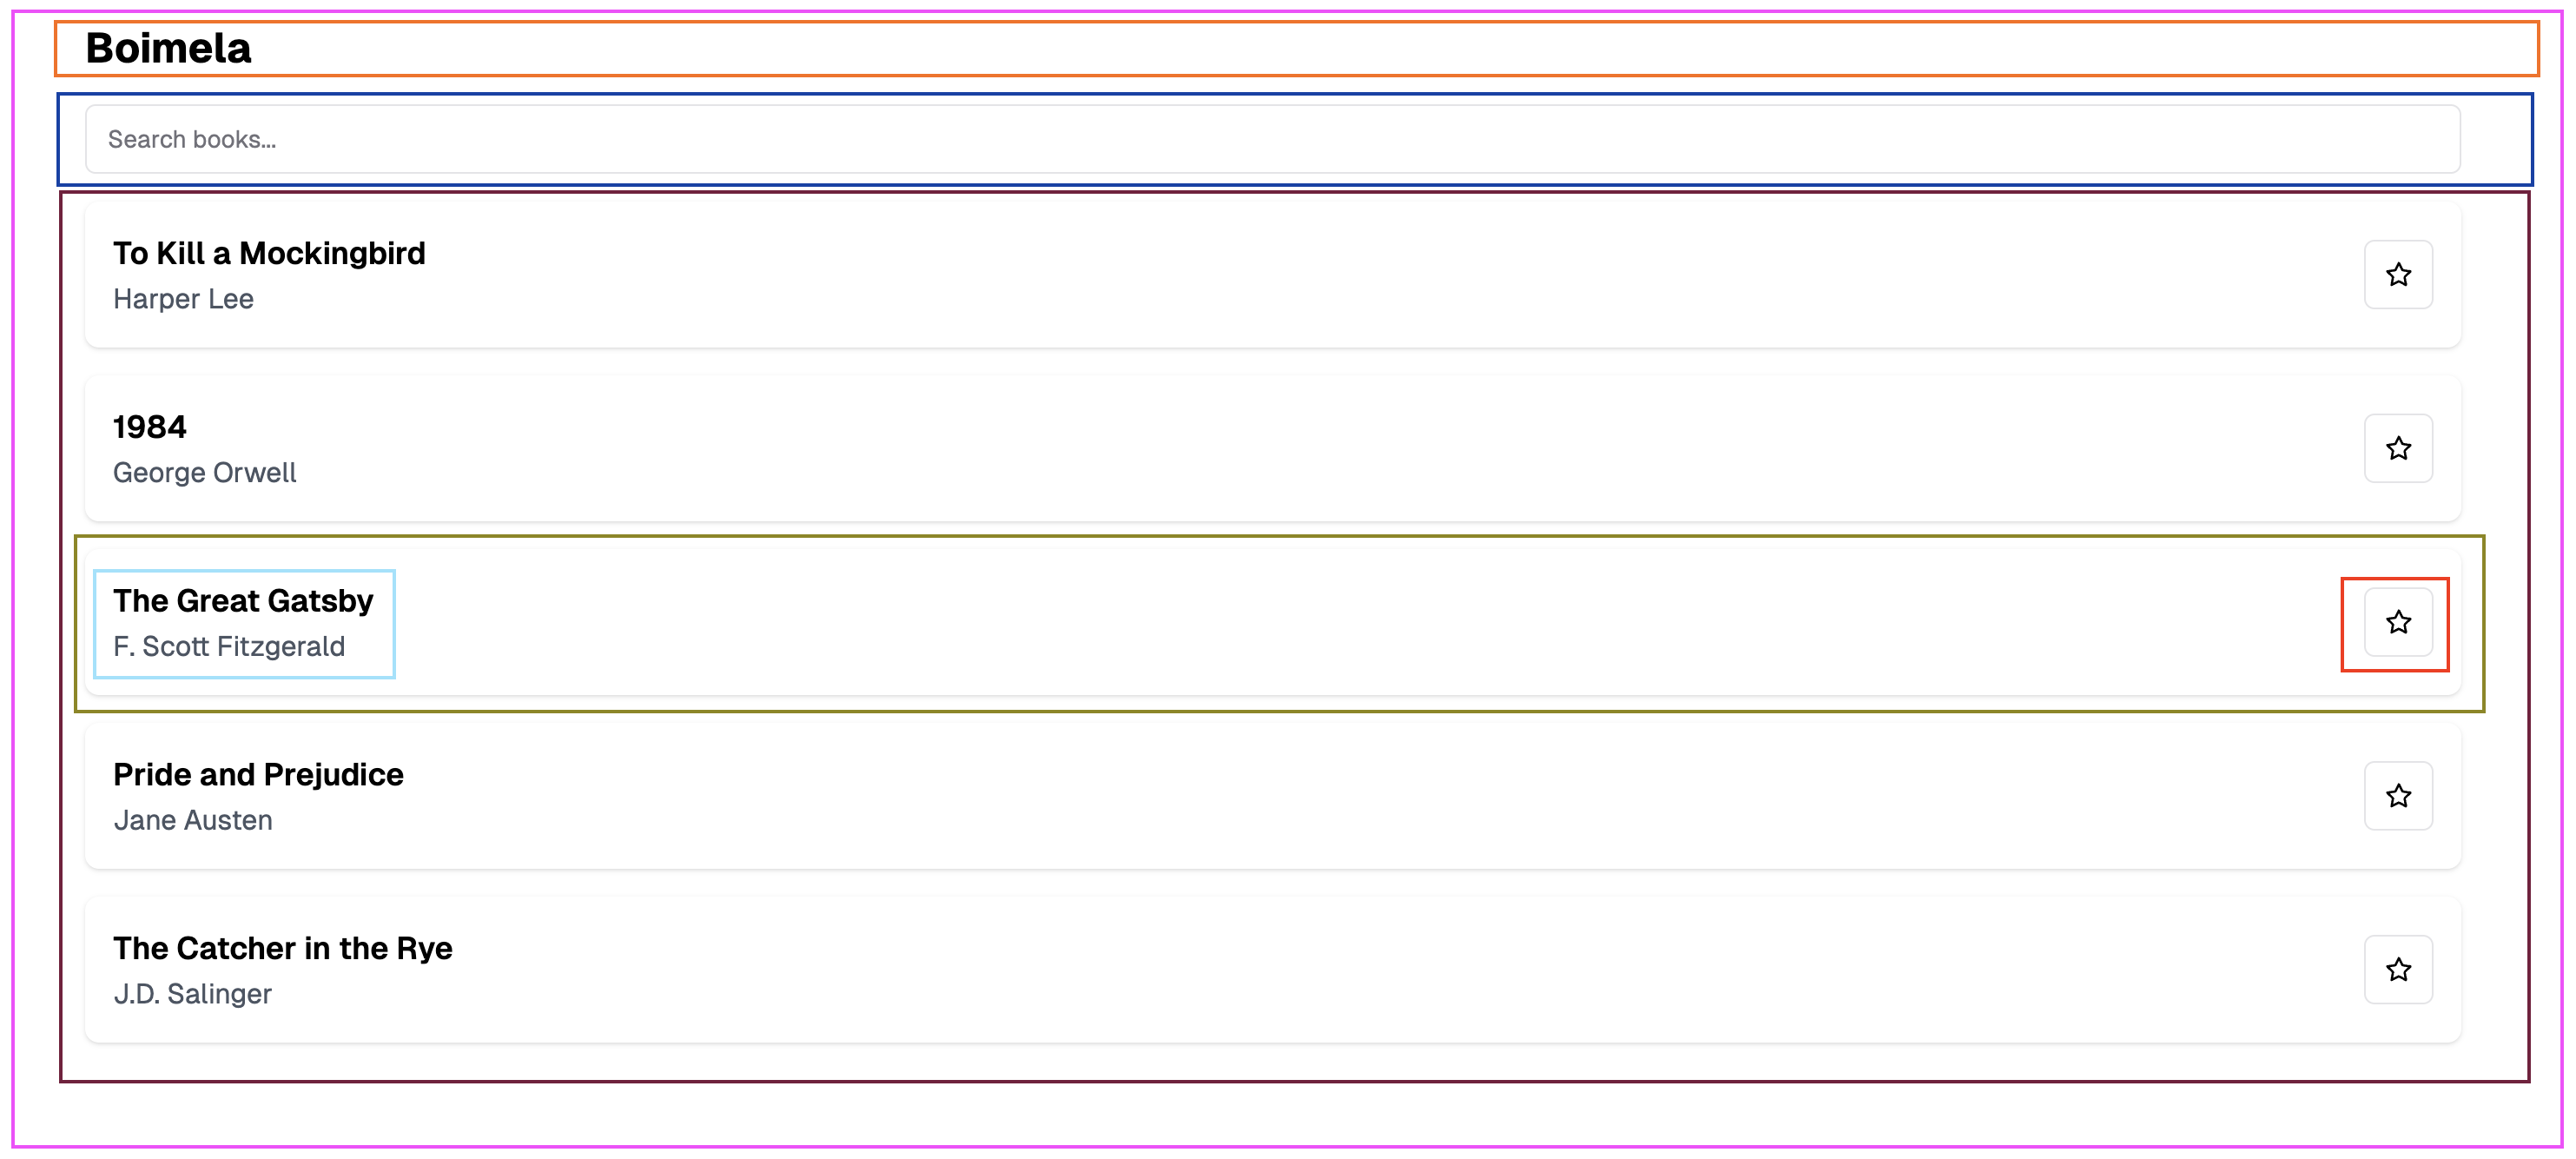 Boimela
Search books...
To Kill a Mockingbird
Harper Lee
1984
George Orwell
The Great Gatsby
F. Scott Fitzgerald
Pride and Prejudice
Jane Austen
The Catcher in the Rye
J.D. Salinger